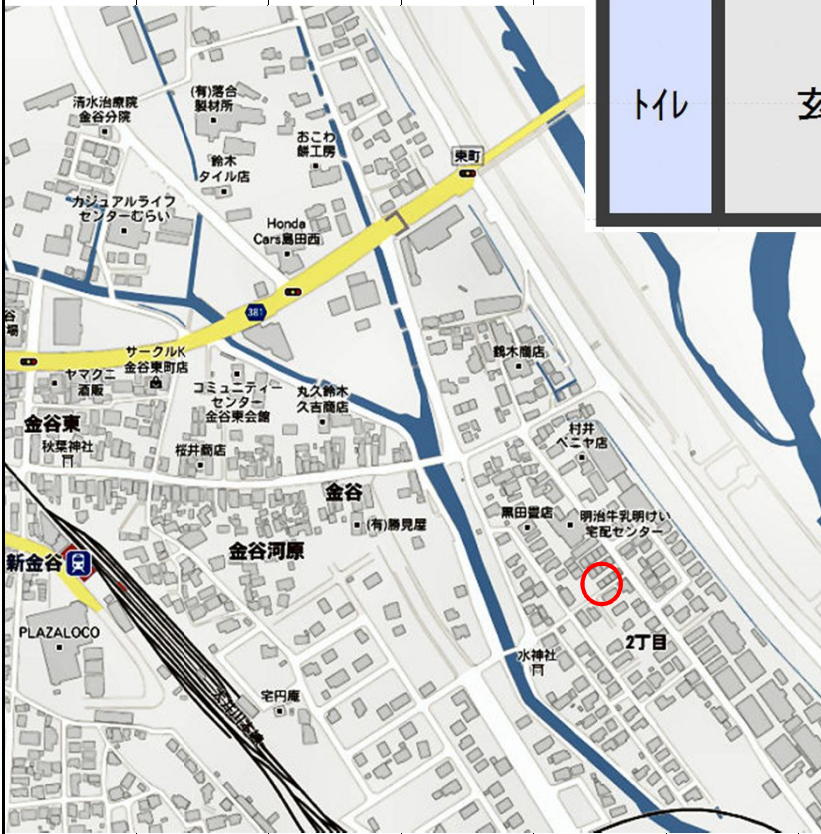 清水治療院
金谷分院
(有)落合
製材所
おこわ
餅工房
東町
トイレ
鈴木
タイル店
カジュアルライフ
センターむらい
Honda
Cars島田西
381
谷
場
ヤマクニ
酒販
サークルK
金谷東町店
コミュニティー
センター
金谷東会館
丸久鈴木
久吉商店
鶴木商店
金谷東
秋葉神社
桜井商店
村井
ベニヤ店
金谷
(有)勝見屋
黒田畳店
明治牛乳明けい
宅配センター
金谷河原
新金谷
PLAZALOCO
2丁目
水神社
宅円庵
大井川本線